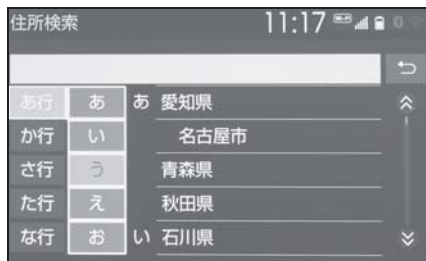 住所検索 11:17
あ行 あ あ 愛知県
か行 い 名古屋市
さ行 う 青森県
た行 え 秋田県
な行 お い 石川県